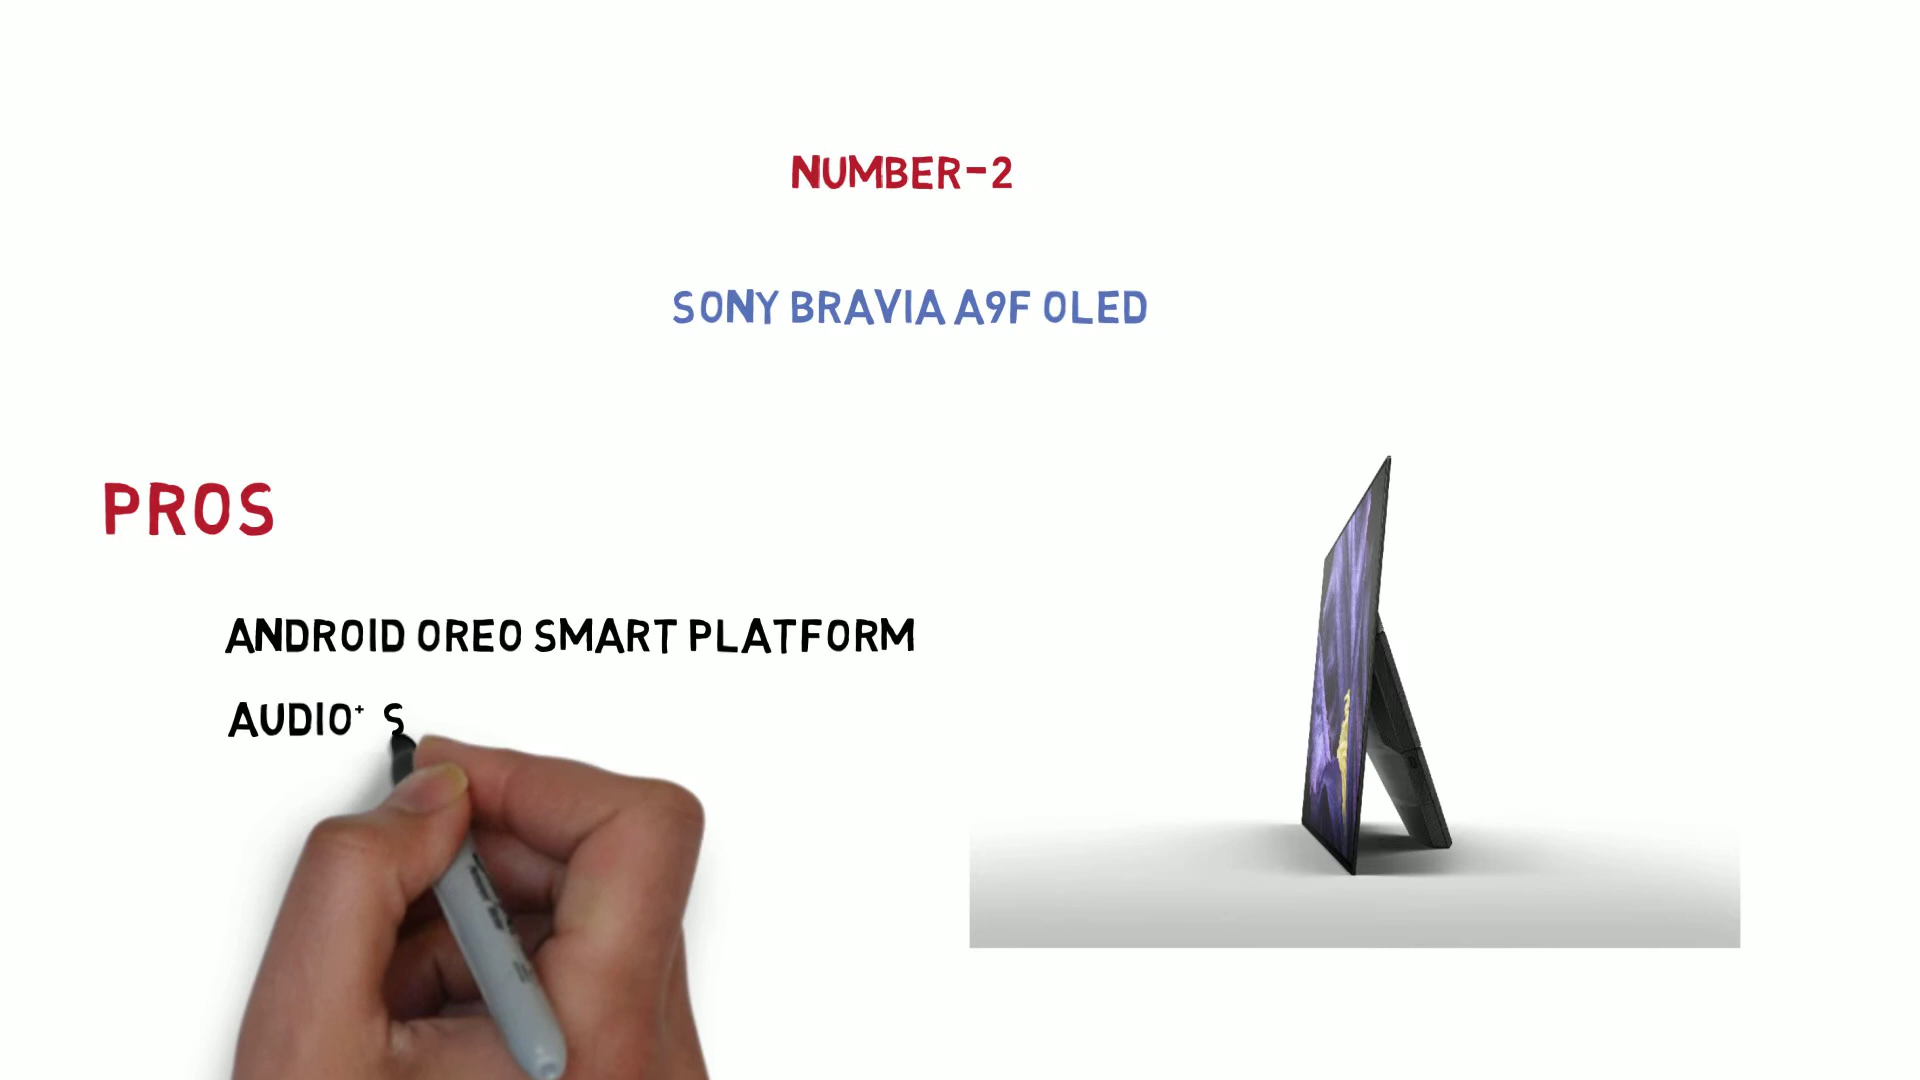 NUMBER-2
SONY BRAVIA A9F OLED
PROS
ANDROID OREO SMART PLATFORM
AUDIO+ S